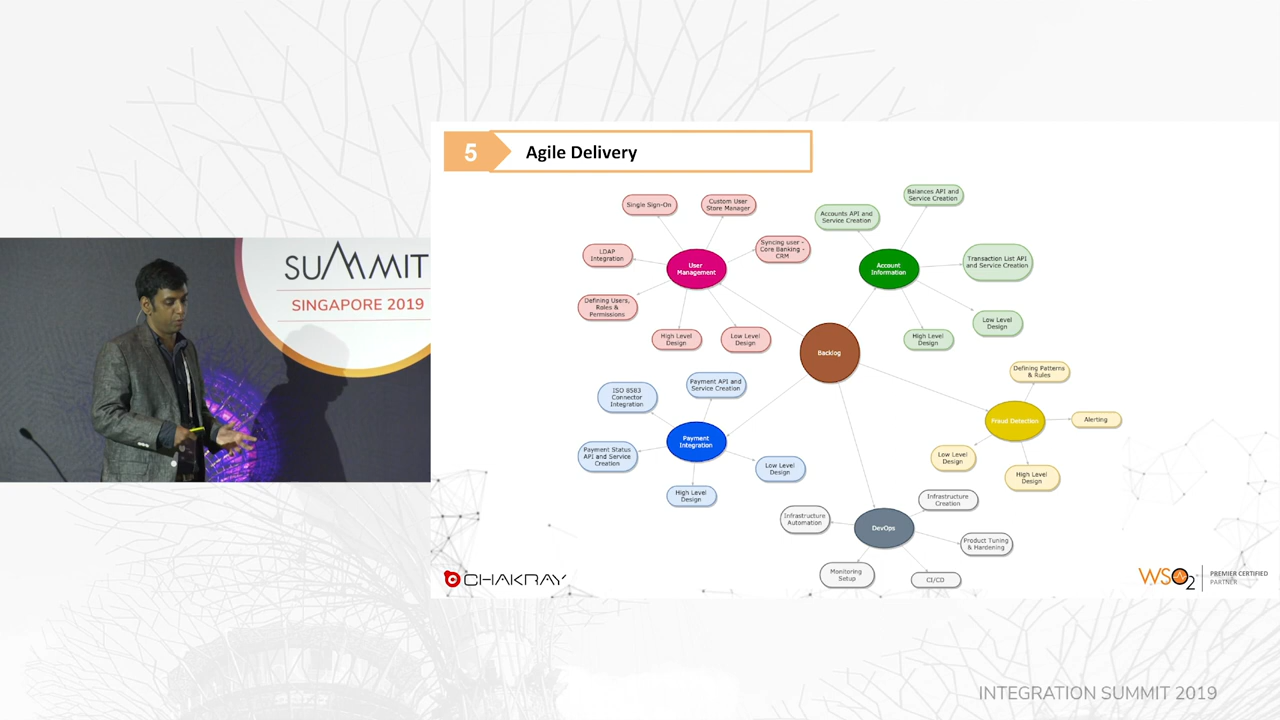 5
Agile Delivery
SUMMIT
SINGAPORE 2019
Single Sign-On
Custom User
Store Manager
LDAP
Integration
User
Management
Syncing user -
Core Banking -
CRM
Defining Users,
Roles &
Permissions
High Level
Design
Low Level
Design
Accounts API and
Service Creation
Balances API and
Service Creation
Account
Information
Transaction List API
and Service Creation
Low Level
Design
High Level
Design
Backlog
ISO 8583
Connector
Integration
Payment API and
Service Creation
Payment
Integration
Payment Status
API and Service
Creation
Low Level
Design
High Level
Design
Defining Patterns
& Rules
Fraud Detection
Alerting
Low Level
Design
High Level
Design
Infrastructure
Automation
Infrastructure
Creation
DevOps
Product Tuning
& Hardening
Monitoring
Setup
CI/CD
CHAKRAY
WSO2
PREMIER CERTIFIED
PARTNER
INTEGRATION SUMMIT 2019